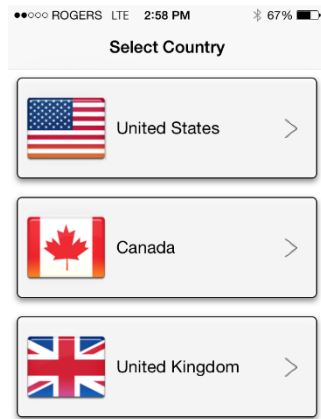 ROGERS LTE 2:58 PM 67%
Select Country
United States
Canada
United Kingdom